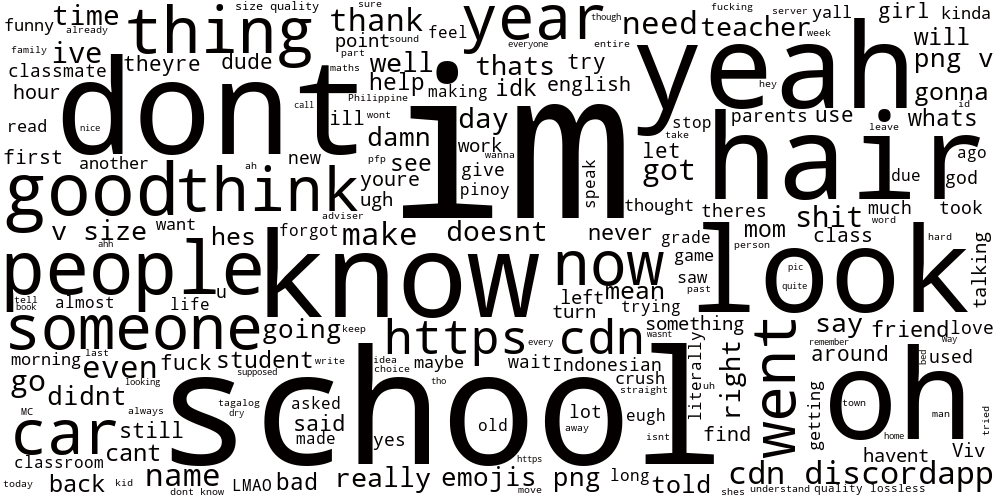 funny time already thing size quality sure thank point sound feel year though need fucking teacher server week yall girl kinda
family ive theyre dude part maths well everyone entire thats try yeah will png v
classmate hour dont call Philippine help making idk english hey gonna id
read nice ill wont damn day work wanna stop take parents use leave whats
first another ah new pfp see youre give pinoy im speak let got hair due ago god
good think ugh adviser thought theres mom person shit much word took
v size want hes forgot make doesnt never grade class hard
people ahh know now mean left turn trying game saw past look pic quite talking
tell book almost life u
someone going keep https every cdn something wasnt went say remember friend way love
morning last even fuck student write idea choice maybe wait Indonesian crush literally right around bed used
go looking supposed school tho straight uh oh
didnt MC always tagalog dry asked said made yes old lot away eugh isnt find getting town man home tried
car still cant classroom havent Viv
today back kid name dont know LMAO bad really emojis https move png long told cdn discordapp
shes understand quality lossless